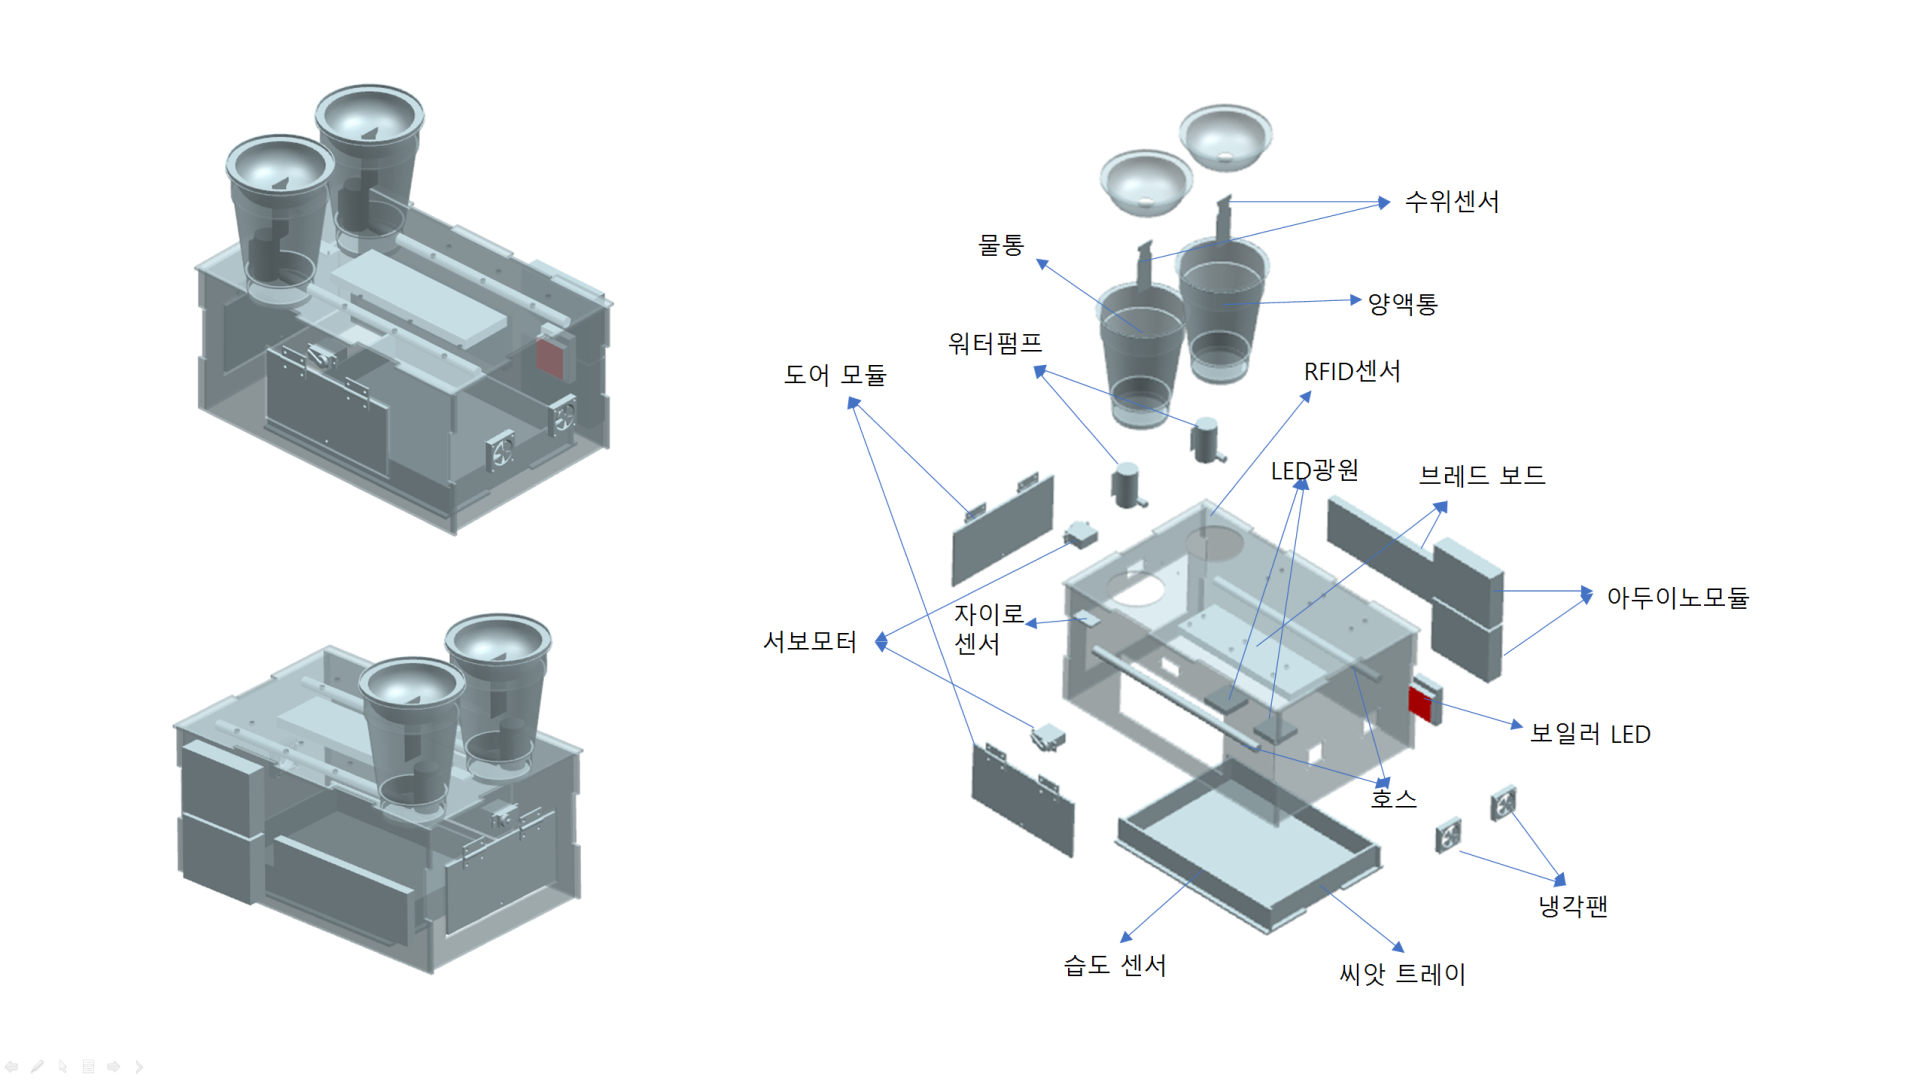 수위센서
물통
양액통
워터펌프
도어 모듈
RFID센서
LED광원
브레드 보드
아두이노모듈
자이로
센서
서보모터
보일러 LED
호스
냉각팬
습도 센서
씨앗 트레이